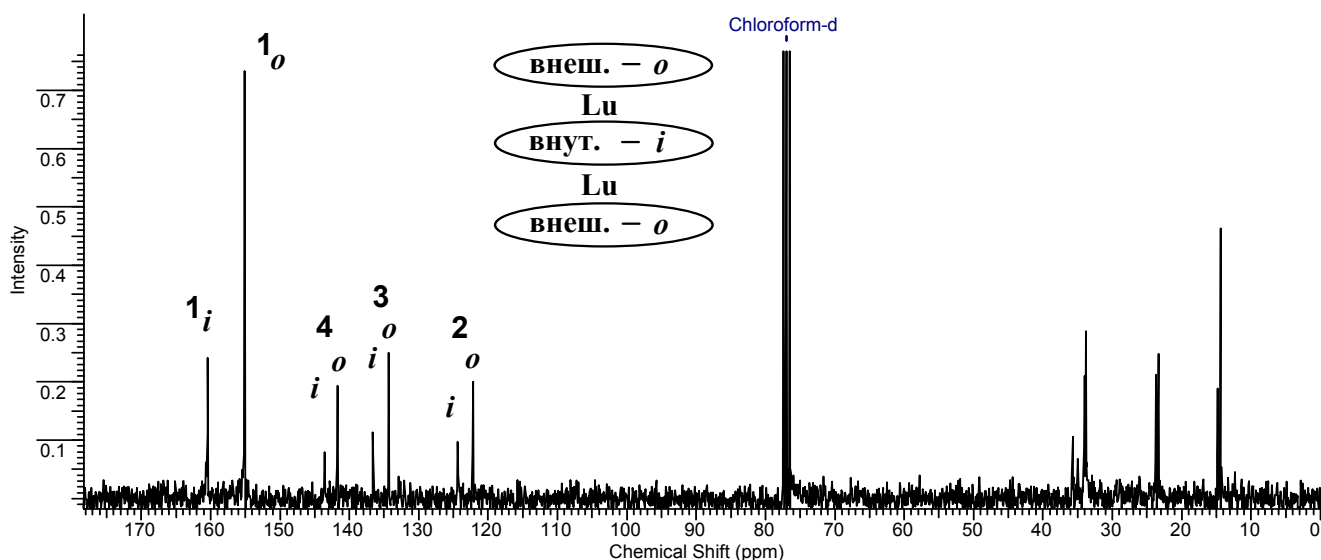 Chloroform-d
1o
внеш. – o
Lu
внут. – i
Lu
внеш. – o
0.7
0.6
0.5
0.4
0.3
0.2
0.1
Intensity
1i
4
o
i
3
o
i
2
o
i
170 160 150 140 130 120 110 100 90 80 70 60 50 40 30 20 10 0
Chemical Shift (ppm)